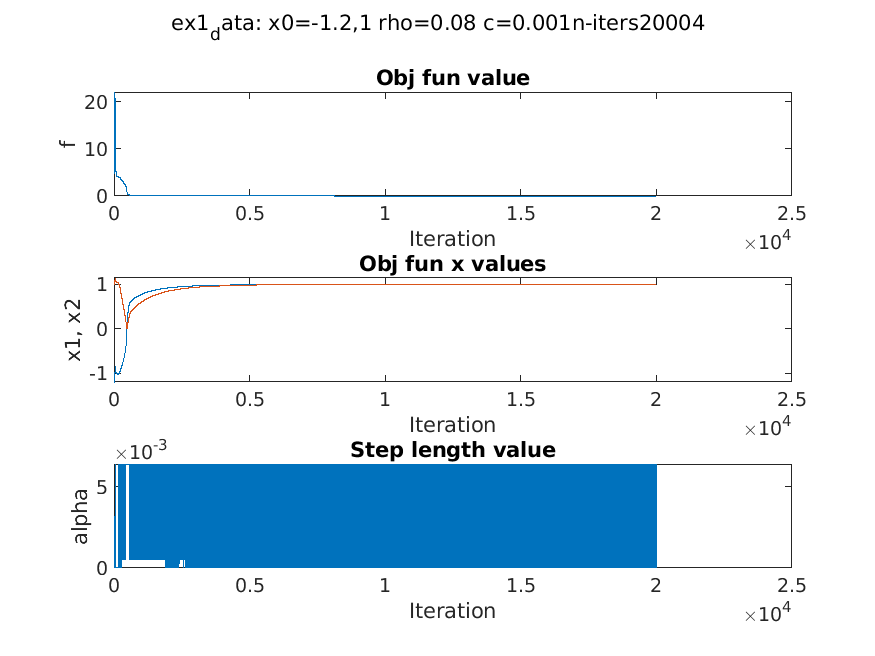 ex1_data: x0=-1.2,1 rho=0.08 c=0.001n-iters20004
Obj fun value
20
10
0
f
0 0.5 1 1.5 2 2.5
Iteration
×10^4
Obj fun x values
1
0
-1
x1, x2
0 0.5 1 1.5 2 2.5
Iteration
×10^4
Step length value
×10^-3
5
0
alpha
0 0.5 1 1.5 2 2.5
Iteration
×10^4